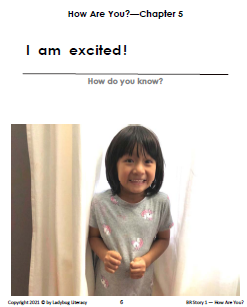 How Are You?—Chapter 5
I am excited!
How do you know?
Copyright 2021 © by Ladybug Literacy
6
BR Story 1 — How Are You?